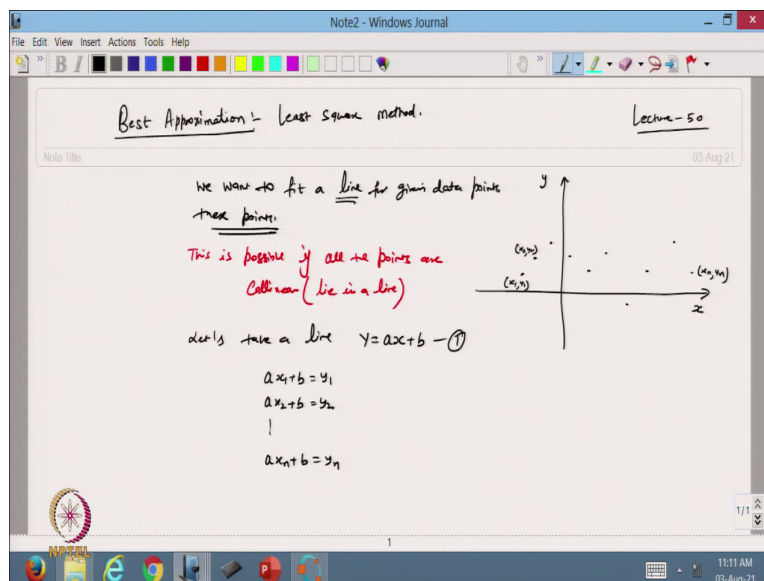 Note2 - Windows Journal
File Edit View Insert Actions Tools Help
Best Approximation:- Least Square method.
Lecture-50
Note Title
03-Aug-21
We want to fit a line for given data points
these points.
This is possible if all the points are
Collinear (lie in a line)
Let's take a line Y=ax+b - ①
ax₁+b=y₁
ax₂+b=y₂
axₙ+b=yₙ
y
(x₂,y₂)
(x₁,y₁)
(xₙ,yₙ)
x
1/1
NPTEL
1
11:11 AM
03-Aug-21